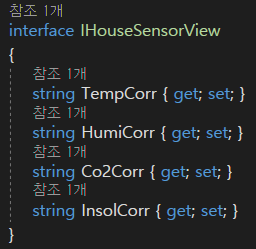 참조 1개
interface IHouseSensorView
{
참조 1개
string TempCorr { get; set; }
참조 1개
string HumiCorr { get; set; }
참조 1개
string Co2Corr { get; set; }
참조 1개
string InsolCorr { get; set; }
}